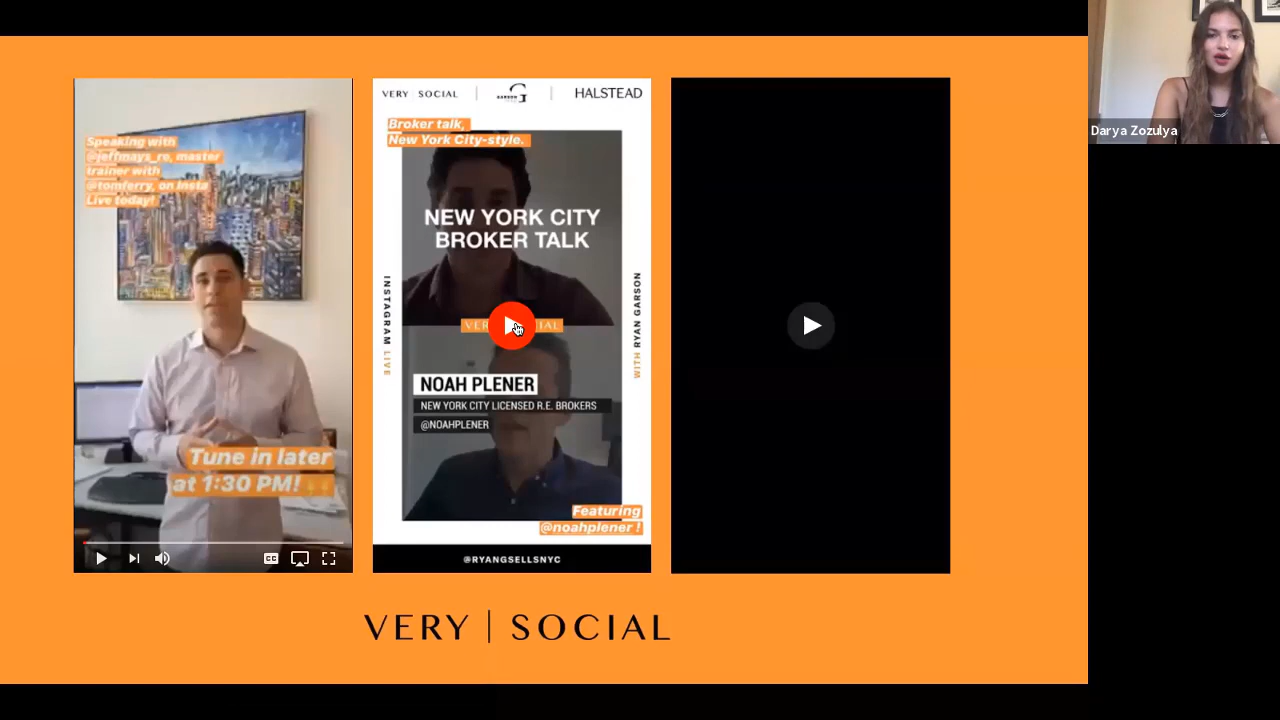 Speaking with
@jeffmays_re, master
trainer with
@tomferry, on Insta
Live today!
Tune in later
at 1:30 PM!
CC
VERY | SOCIAL
GARSON
G
HALSTEAD
Broker talk,
New York City-style.
NEW YORK CITY
BROKER TALK
INSTAGRAM LIVE
WITH RYAN GARSON
NOAH PLENER
NEW YORK CITY LICENSED R.E. BROKERS
@NOAHPLENER
Featuring
@noahplener !
@RYANGSELLSNYC
VERY | SOCIAL
Darya Zozulya